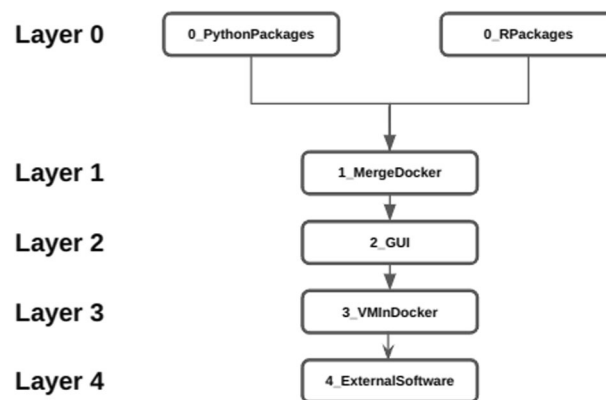 Layer 0
0_PythonPackages
0_RPackages
Layer 1
1_MergeDocker
Layer 2
2_GUI
Layer 3
3_VMInDocker
Layer 4
4_ExternalSoftware